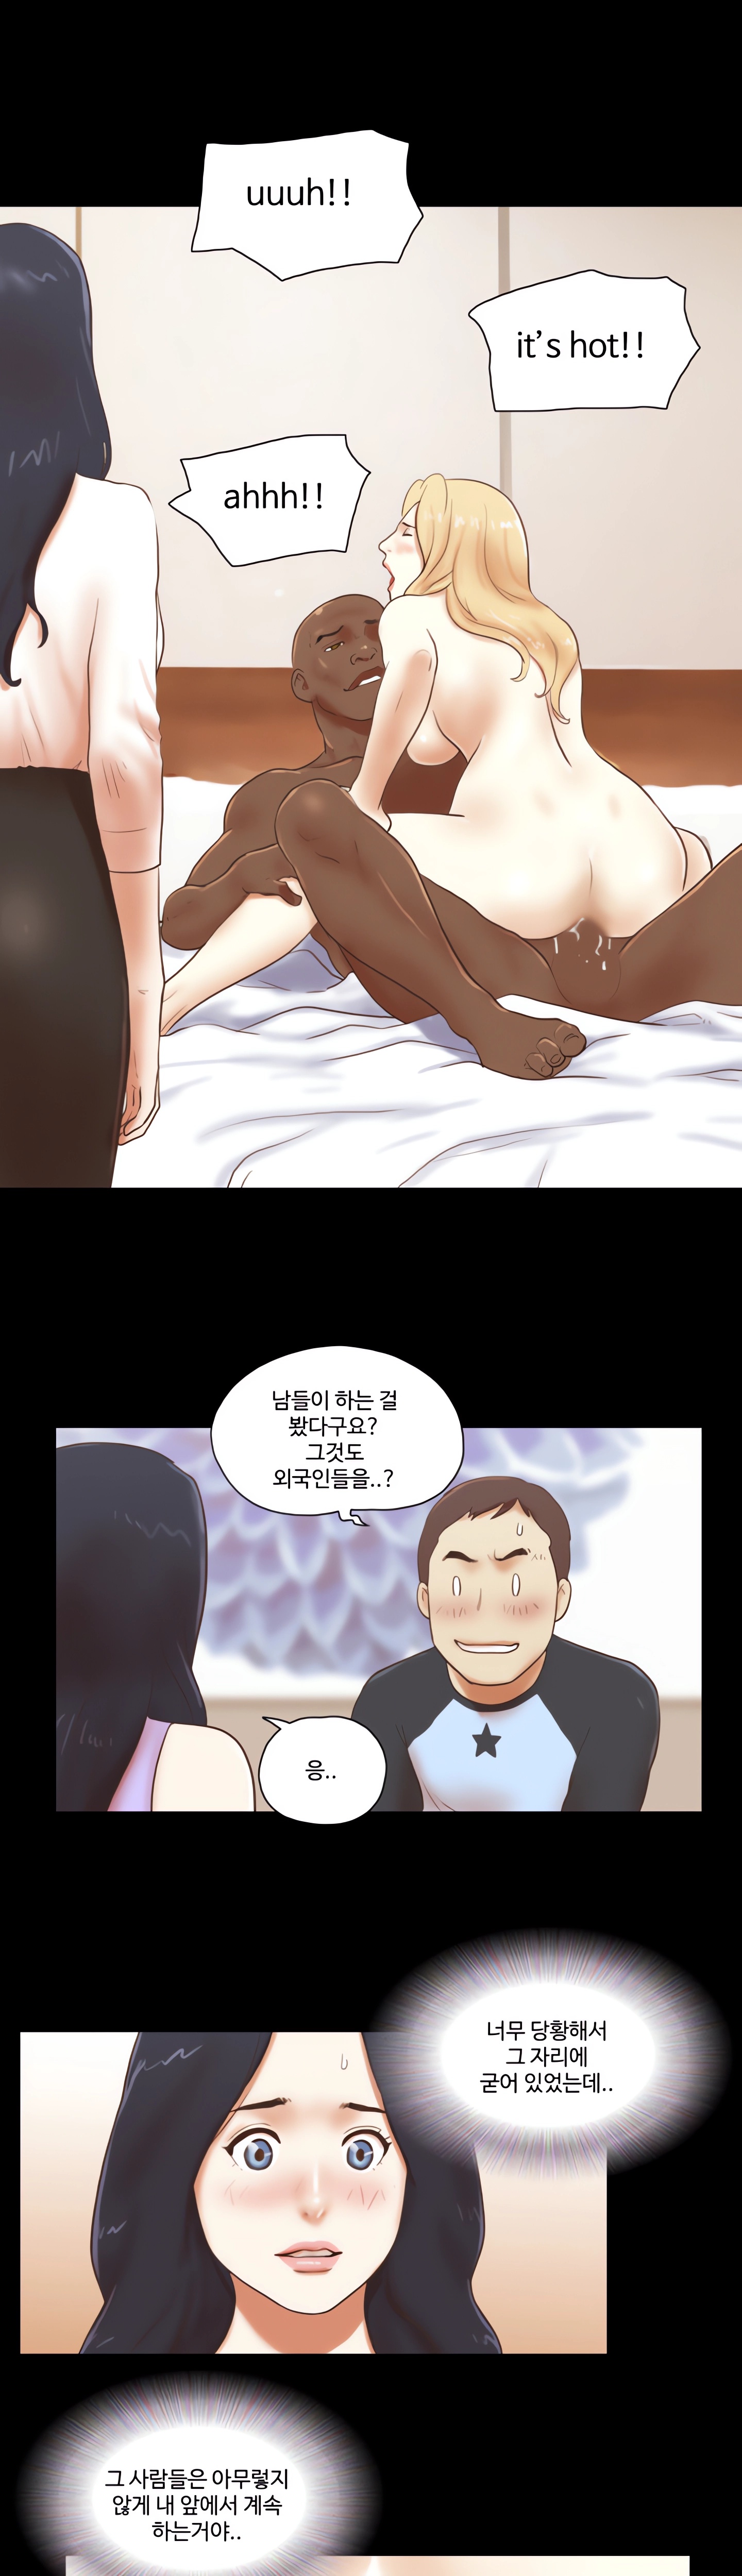 uuuh!!
it's hot!!
ahhh!!
남들이 하는 걸
봤다구요?
그것도
외국인들을..?
응..
너무 당황해서
그 자리에
굳어 있었는데..
그 사람들은 아무렇지
않게 내 앞에서 계속
하는거야..